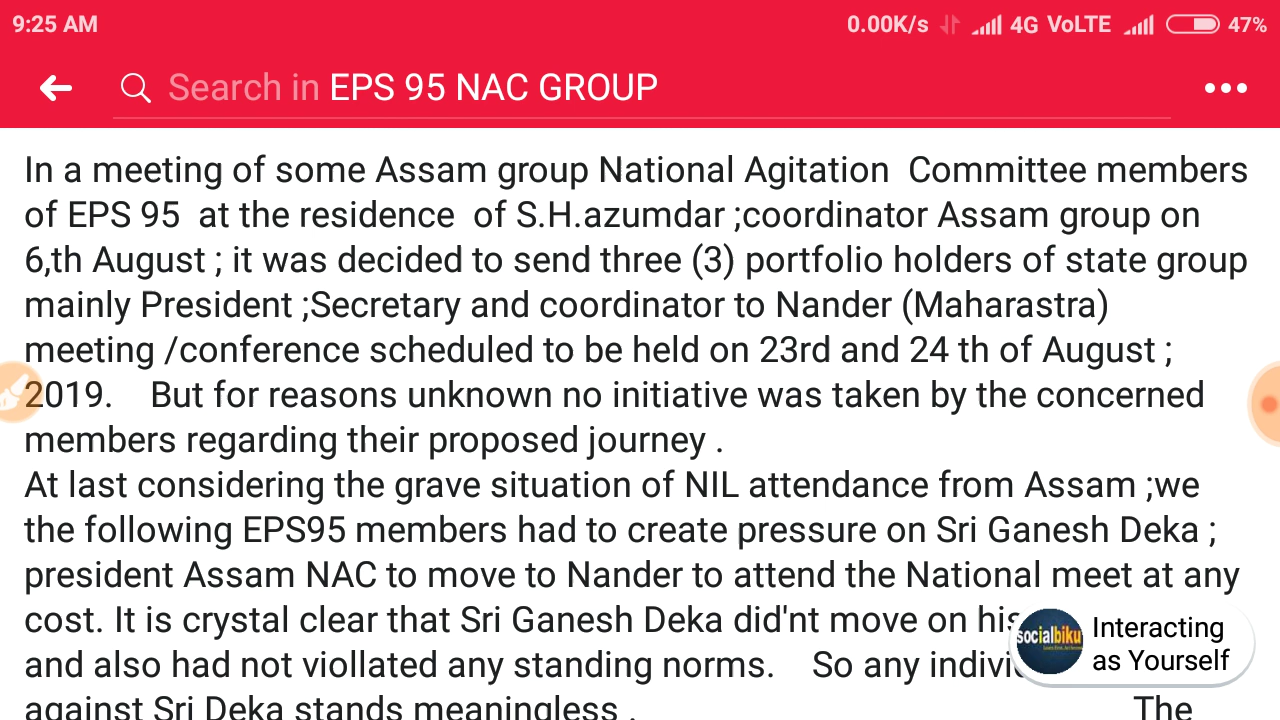 9:25 AM 0.00K/s 4G VoLTE 47%
Search in EPS 95 NAC GROUP
In a meeting of some Assam group National Agitation Committee members
of EPS 95 at the residence of S.H.azumdar ;coordinator Assam group on
6,th August ; it was decided to send three (3) portfolio holders of state group
mainly President ;Secretary and coordinator to Nander (Maharastra)
meeting /conference scheduled to be held on 23rd and 24 th of August ;
2019. But for reasons unknown no initiative was taken by the concerned
members regarding their proposed journey .
At last considering the grave situation of NIL attendance from Assam ;we
the following EPS95 members had to create pressure on Sri Ganesh Deka ;
president Assam NAC to move to Nander to attend the National meet at any
cost. It is crystal clear that Sri Ganesh Deka did'nt move on his
and also had not viollated any standing norms. So any
against Sri Deka stands meaningless . The
socialbiku
Interacting
as Yourself